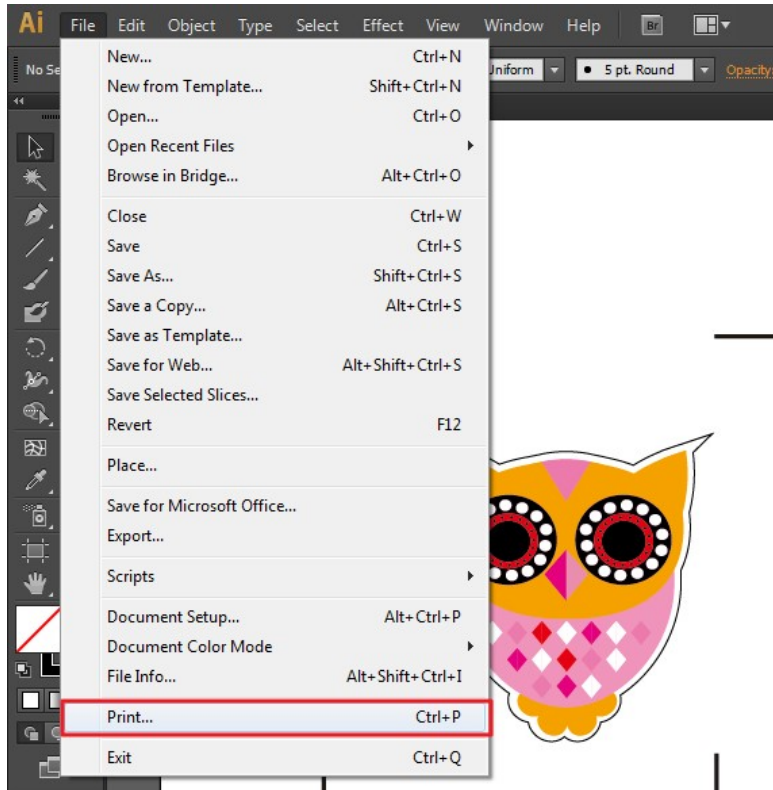 Ai File Edit Object Type Select Effect View Window Help Br
No Se
Uniform 5 pt. Round Opacity:
New... Ctrl+N
New from Template... Shift+Ctrl+N
Open... Ctrl+O
Open Recent Files
Browse in Bridge... Alt+Ctrl+O
Close Ctrl+W
Save Ctrl+S
Save As... Shift+Ctrl+S
Save a Copy... Alt+Ctrl+S
Save as Template...
Save for Web... Alt+Shift+Ctrl+S
Save Selected Slices...
Revert F12
Place...
Save for Microsoft Office...
Export...
Scripts
Document Setup... Alt+Ctrl+P
Document Color Mode
File Info... Alt+Shift+Ctrl+I
Print... Ctrl+P
Exit Ctrl+Q